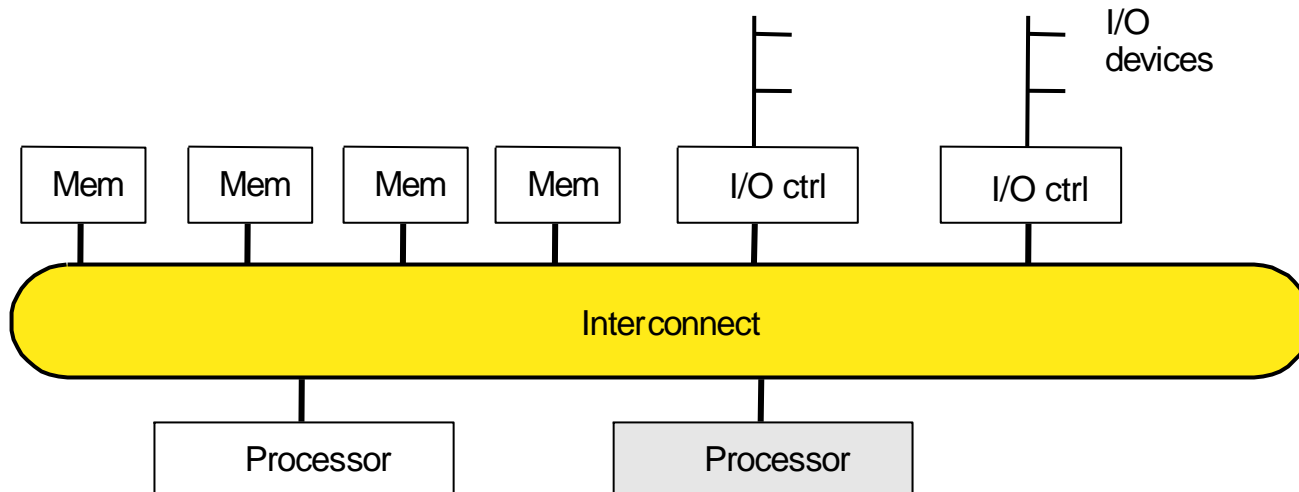 I/O
devices
Mem Mem Mem Mem I/O ctrl I/O ctrl
Interconnect
Processor Processor